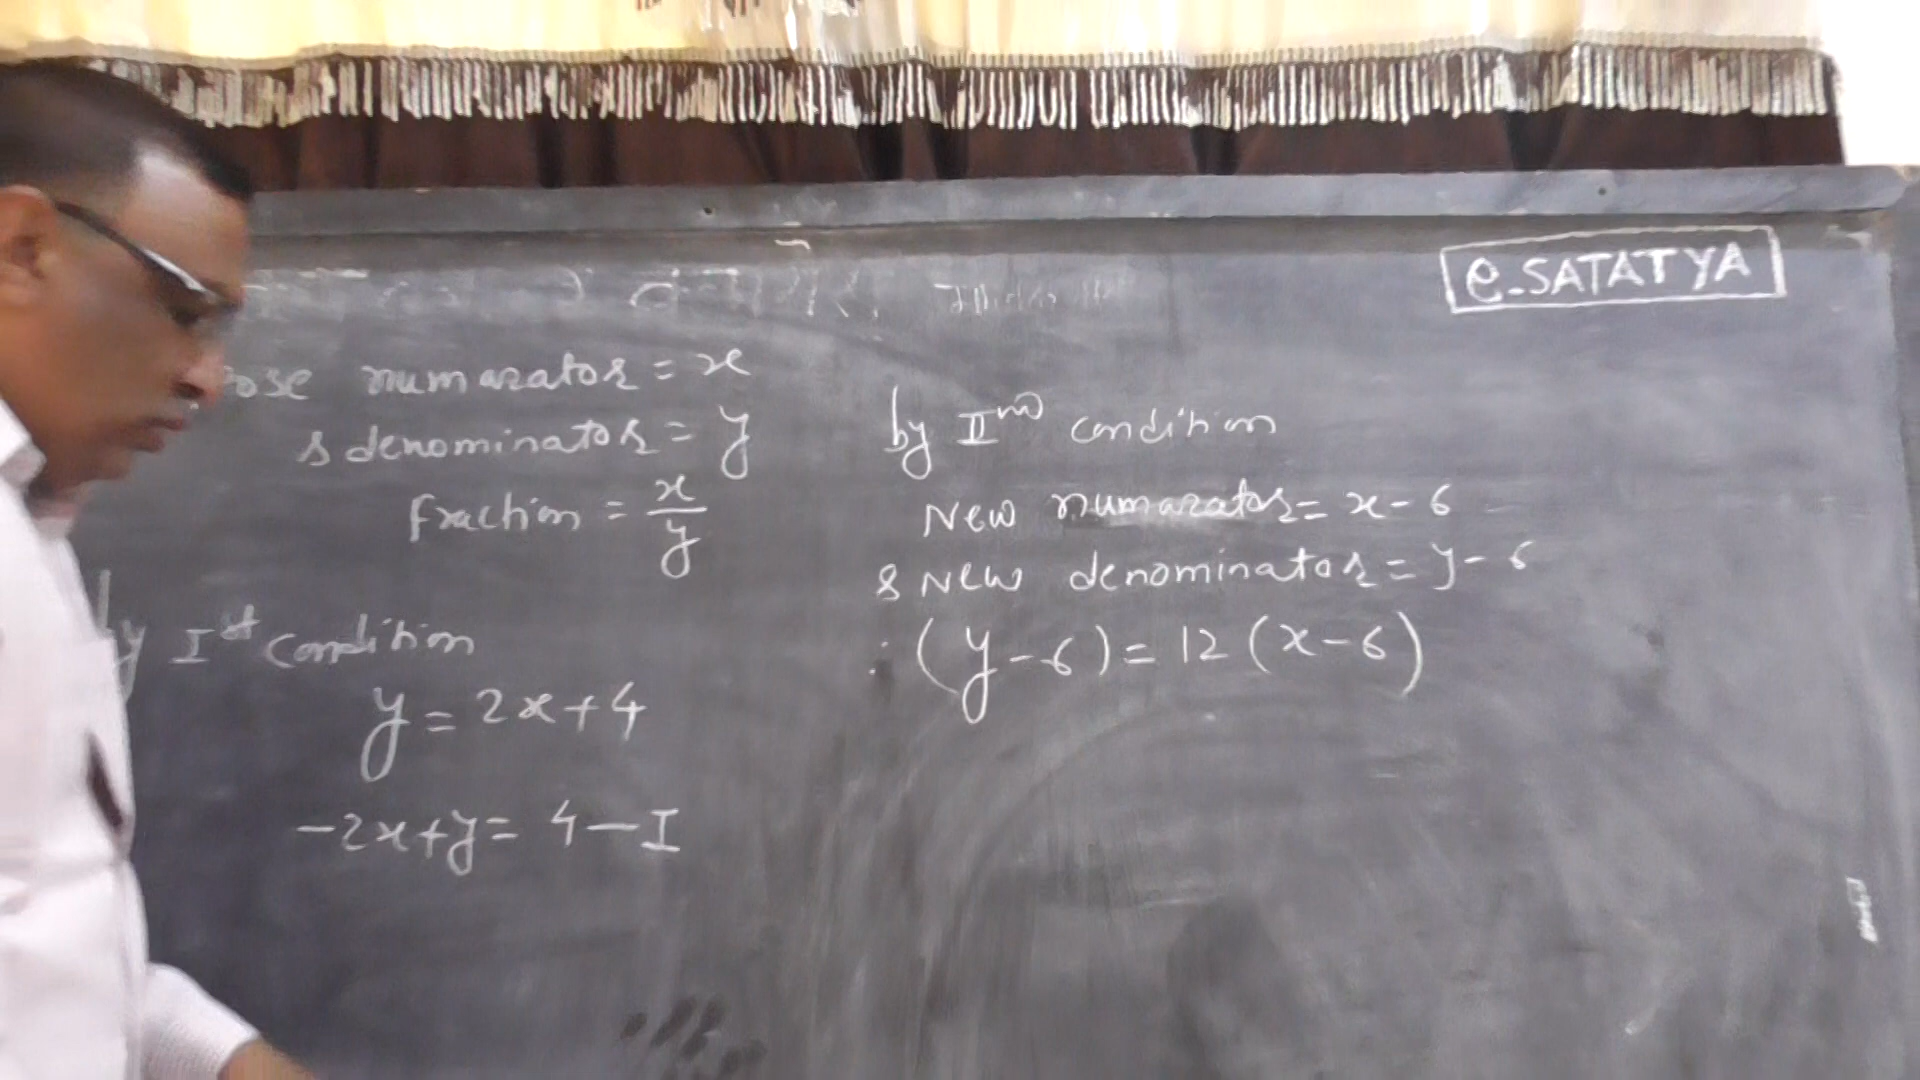 e-SATATYA
numarator = x
& denominator = y
fraction = x/y
by Ist condition
y = 2x+4
-2x+y = 4 - I
by IInd condition
New numarator = x-6
& New denominator = y-6
∴ (y-6) = 12 (x-6)